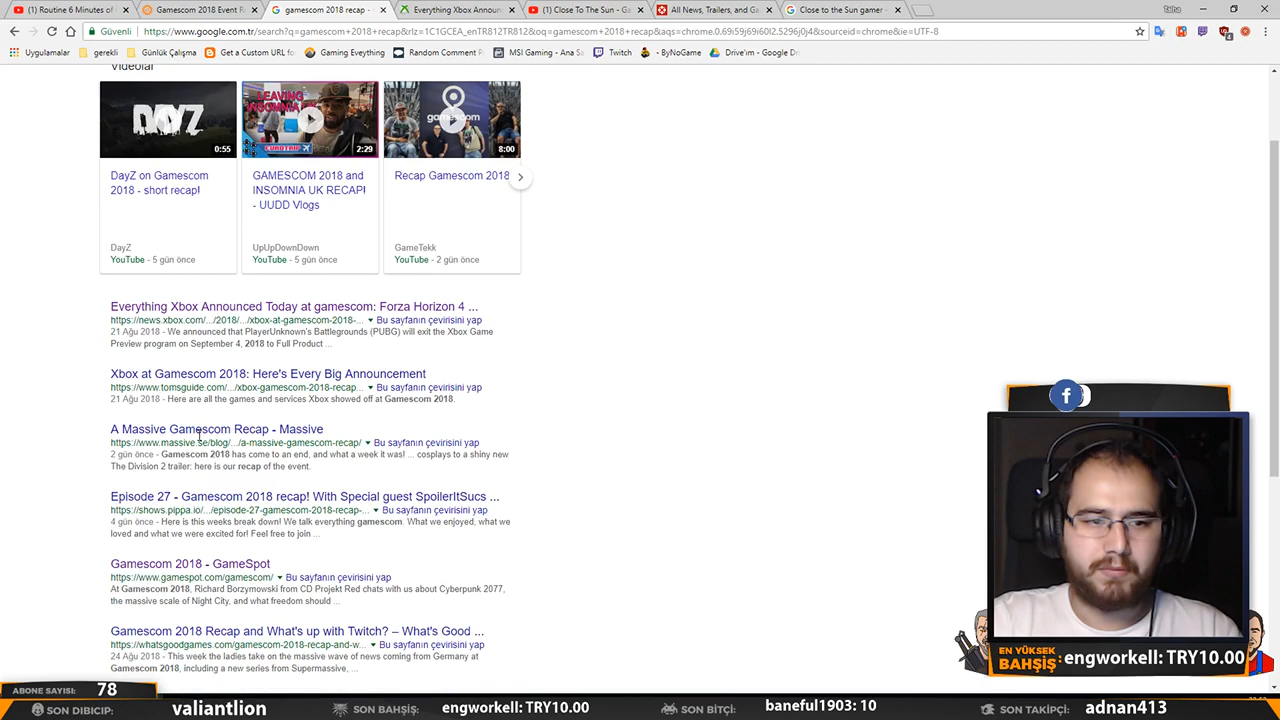 (1) Routine 6 Minutes of
Gamescom 2018 Event R
gamescom 2018 recap -
Everything Xbox Announ
(1) Close To The Sun - Ga
All News, Trailers, and Ga
Close to the Sun gamer -
Güvenli
https://www.google.com.tr/search?q=gamescom+2018+recap&rlz=1C1GCEA_enTR812TR812&oq=gamescom+2018+recap&aqs=chrome.0.69i59j69i60l2.5296j0j4&sourceid=chrome&ie=UTF-8
Uygulamalar
gerekli
Günlük Çalışma
Get a Custom URL for
Gaming Eveything
Random Comment P
MSI Gaming - Ana Sa
Twitch
- ByNoGame
Drive'ım - Google Dr
Videolar
DAYZ
0:55
LEAVING
2:29
gamescom
8:00
DayZ on Gamescom
2018 - short recap!
GAMESCOM 2018 and
INSOMNIA UK RECAP!
- UUDD Vlogs
Recap Gamescom 2018
DayZ
YouTube - 5 gün önce
UpUpDownDown
YouTube - 5 gün önce
GameTekk
YouTube - 2 gün önce
Everything Xbox Announced Today at gamescom: Forza Horizon 4 ...
https://news.xbox.com/.../2018/.../xbox-at-gamescom-2018-... Bu sayfanın çevirisini yap
21 Ağu 2018 - We announced that PlayerUnknown's Battlegrounds (PUBG) will exit the Xbox Game
Preview program on September 4, 2018 to Full Product ...
Xbox at Gamescom 2018: Here's Every Big Announcement
https://www.tomsguide.com/.../xbox-gamescom-2018-recap... Bu sayfanın çevirisini yap
21 Ağu 2018 - Here are all the games and services Xbox showed off at Gamescom 2018.
A Massive Gamescom Recap - Massive
https://www.massive.se/blog/.../a-massive-gamescom-recap/ Bu sayfanın çevirisini yap
2 gün önce - Gamescom 2018 has come to an end, and what a week it was! ... cosplays to a shiny new
The Division 2 trailer: here is our recap of the event.
Episode 27 - Gamescom 2018 recap! With Special guest SpoilerItSucs ...
https://shows.pippa.io/.../episode-27-gamescom-2018-recap-... Bu sayfanın çevirisini yap
4 gün önce - Here is this weeks break down! We talk everything gamescom. What we enjoyed, what we
loved and what we were excited for! Feel free to join ...
Gamescom 2018 - GameSpot
https://www.gamespot.com/gamescom/ Bu sayfanın çevirisini yap
At Gamescom 2018, Richard Borzymowski from CD Projekt Red chats with us about Cyberpunk 2077,
the massive scale of Night City, and what freedom should ...
Gamescom 2018 Recap and What's up with Twitch? – What's Good ...
https://whatsgoodgames.com/gamescom-2018-recap-and-w... Bu sayfanın çevirisini yap
24 Ağu 2018 - This week the ladies take on the massive wave of news coming from Germany at
Gamescom 2018, including a new series from Supermassive, ...
EN YÜKSEK
BAHŞİŞ: engworkell: TRY10.00
ABONE SAYISI: 78
SON DIBICIP: valiantlion
SON BAHŞİŞ: engworkell: TRY10.00
SON BİTÇİ: baneful1903: 10
SON TAKİPÇİ: adnan413